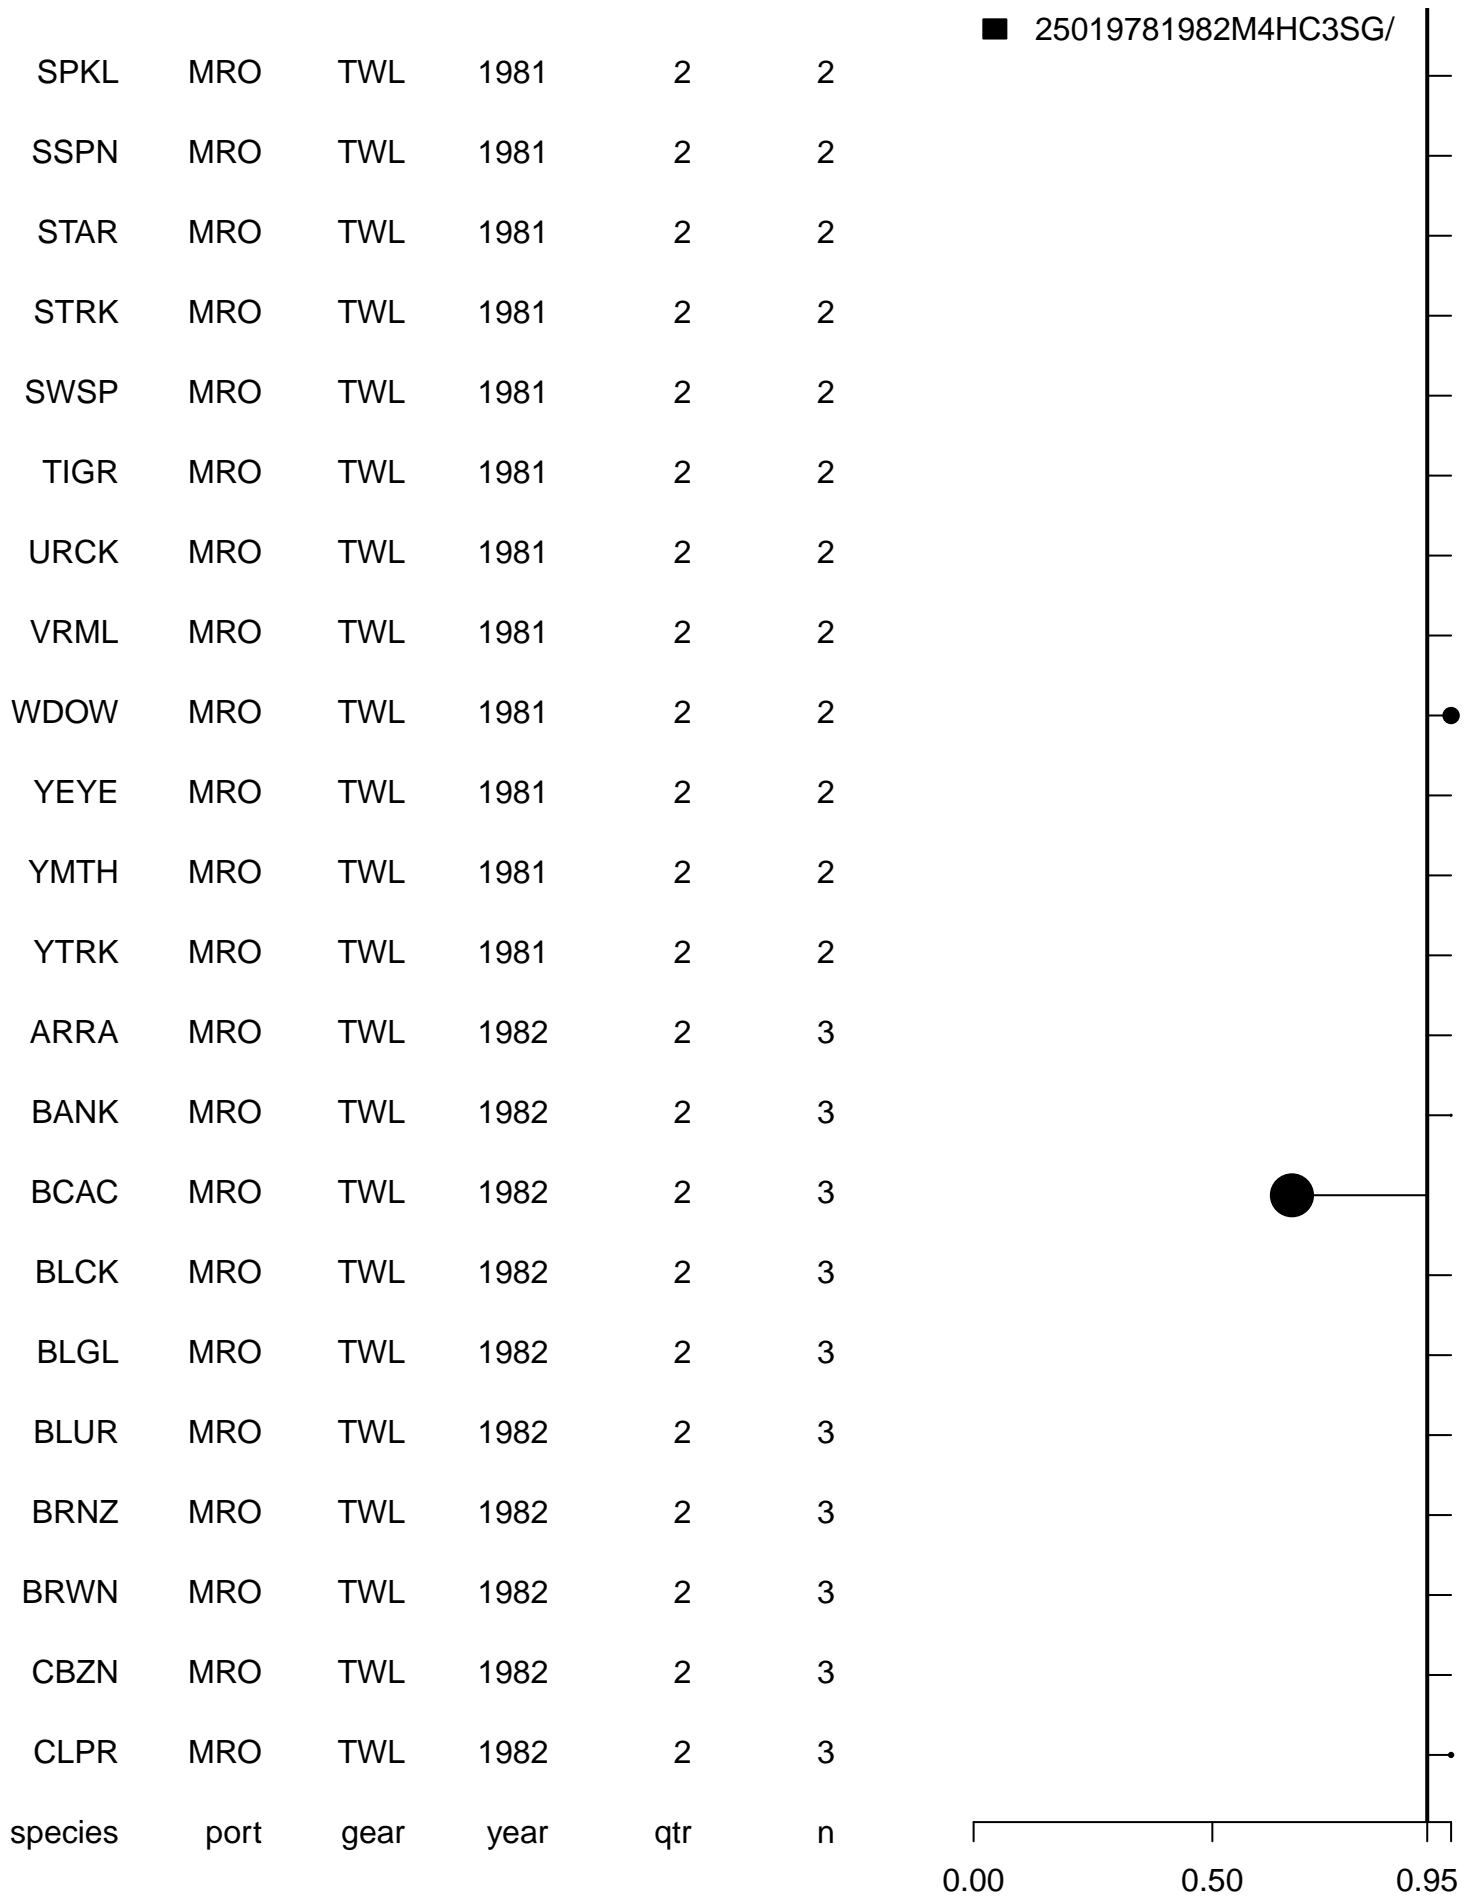 25019781982M4HC3SG/
SPKL MRO TWL 1981 2 2
SSPN MRO TWL 1981 2 2
STAR MRO TWL 1981 2 2
STRK MRO TWL 1981 2 2
SWSP MRO TWL 1981 2 2
TIGR MRO TWL 1981 2 2
URCK MRO TWL 1981 2 2
VRML MRO TWL 1981 2 2
WDOW MRO TWL 1981 2 2
YEYE MRO TWL 1981 2 2
YMTH MRO TWL 1981 2 2
YTRK MRO TWL 1981 2 2
ARRA MRO TWL 1982 2 3
BANK MRO TWL 1982 2 3
BCAC MRO TWL 1982 2 3
BLCK MRO TWL 1982 2 3
BLGL MRO TWL 1982 2 3
BLUR MRO TWL 1982 2 3
BRNZ MRO TWL 1982 2 3
BRWN MRO TWL 1982 2 3
CBZN MRO TWL 1982 2 3
CLPR MRO TWL 1982 2 3
species port gear year qtr n
0.00 0.50 0.95